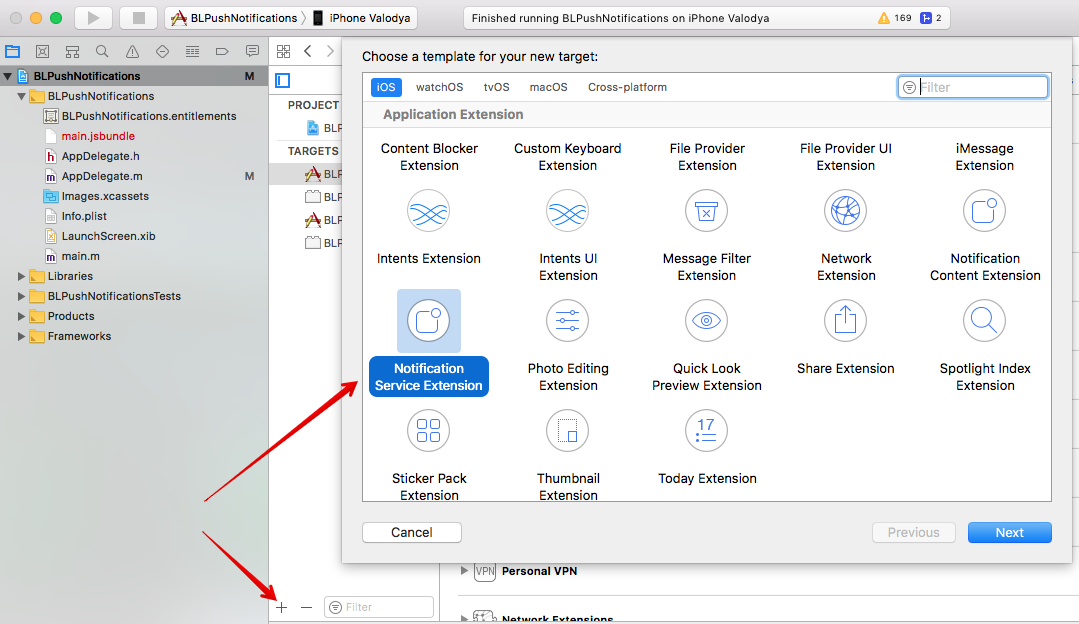 BLPushNotifications
iPhone Valodya
Finished running BLPushNotifications on iPhone Valodya
169
2
BLPushNotifications
M
BLPushNotifications
BLPushNotifications.entitlements
main.jsbundle
AppDelegate.h
AppDelegate.m
M
Images.xcassets
Info.plist
LaunchScreen.xib
main.m
Libraries
BLPushNotificationsTests
Products
Frameworks
PROJECT
BLP
TARGETS
BLP
BLP
BLP
BLP
Filter
Choose a template for your new target:
iOS
watchOS
tvOS
macOS
Cross-platform
Filter
Application Extension
Content Blocker
Extension
Custom Keyboard
Extension
File Provider
Extension
File Provider UI
Extension
iMessage
Extension
Intents Extension
Intents UI
Extension
Message Filter
Extension
Network
Extension
Notification
Content Extension
Notification
Service Extension
Photo Editing
Extension
Quick Look
Preview Extension
Share Extension
Spotlight Index
Extension
Sticker Pack
Extension
Thumbnail
Extension
17
Today Extension
Cancel
Previous
Next
VPN
Personal VPN
Network Extensions